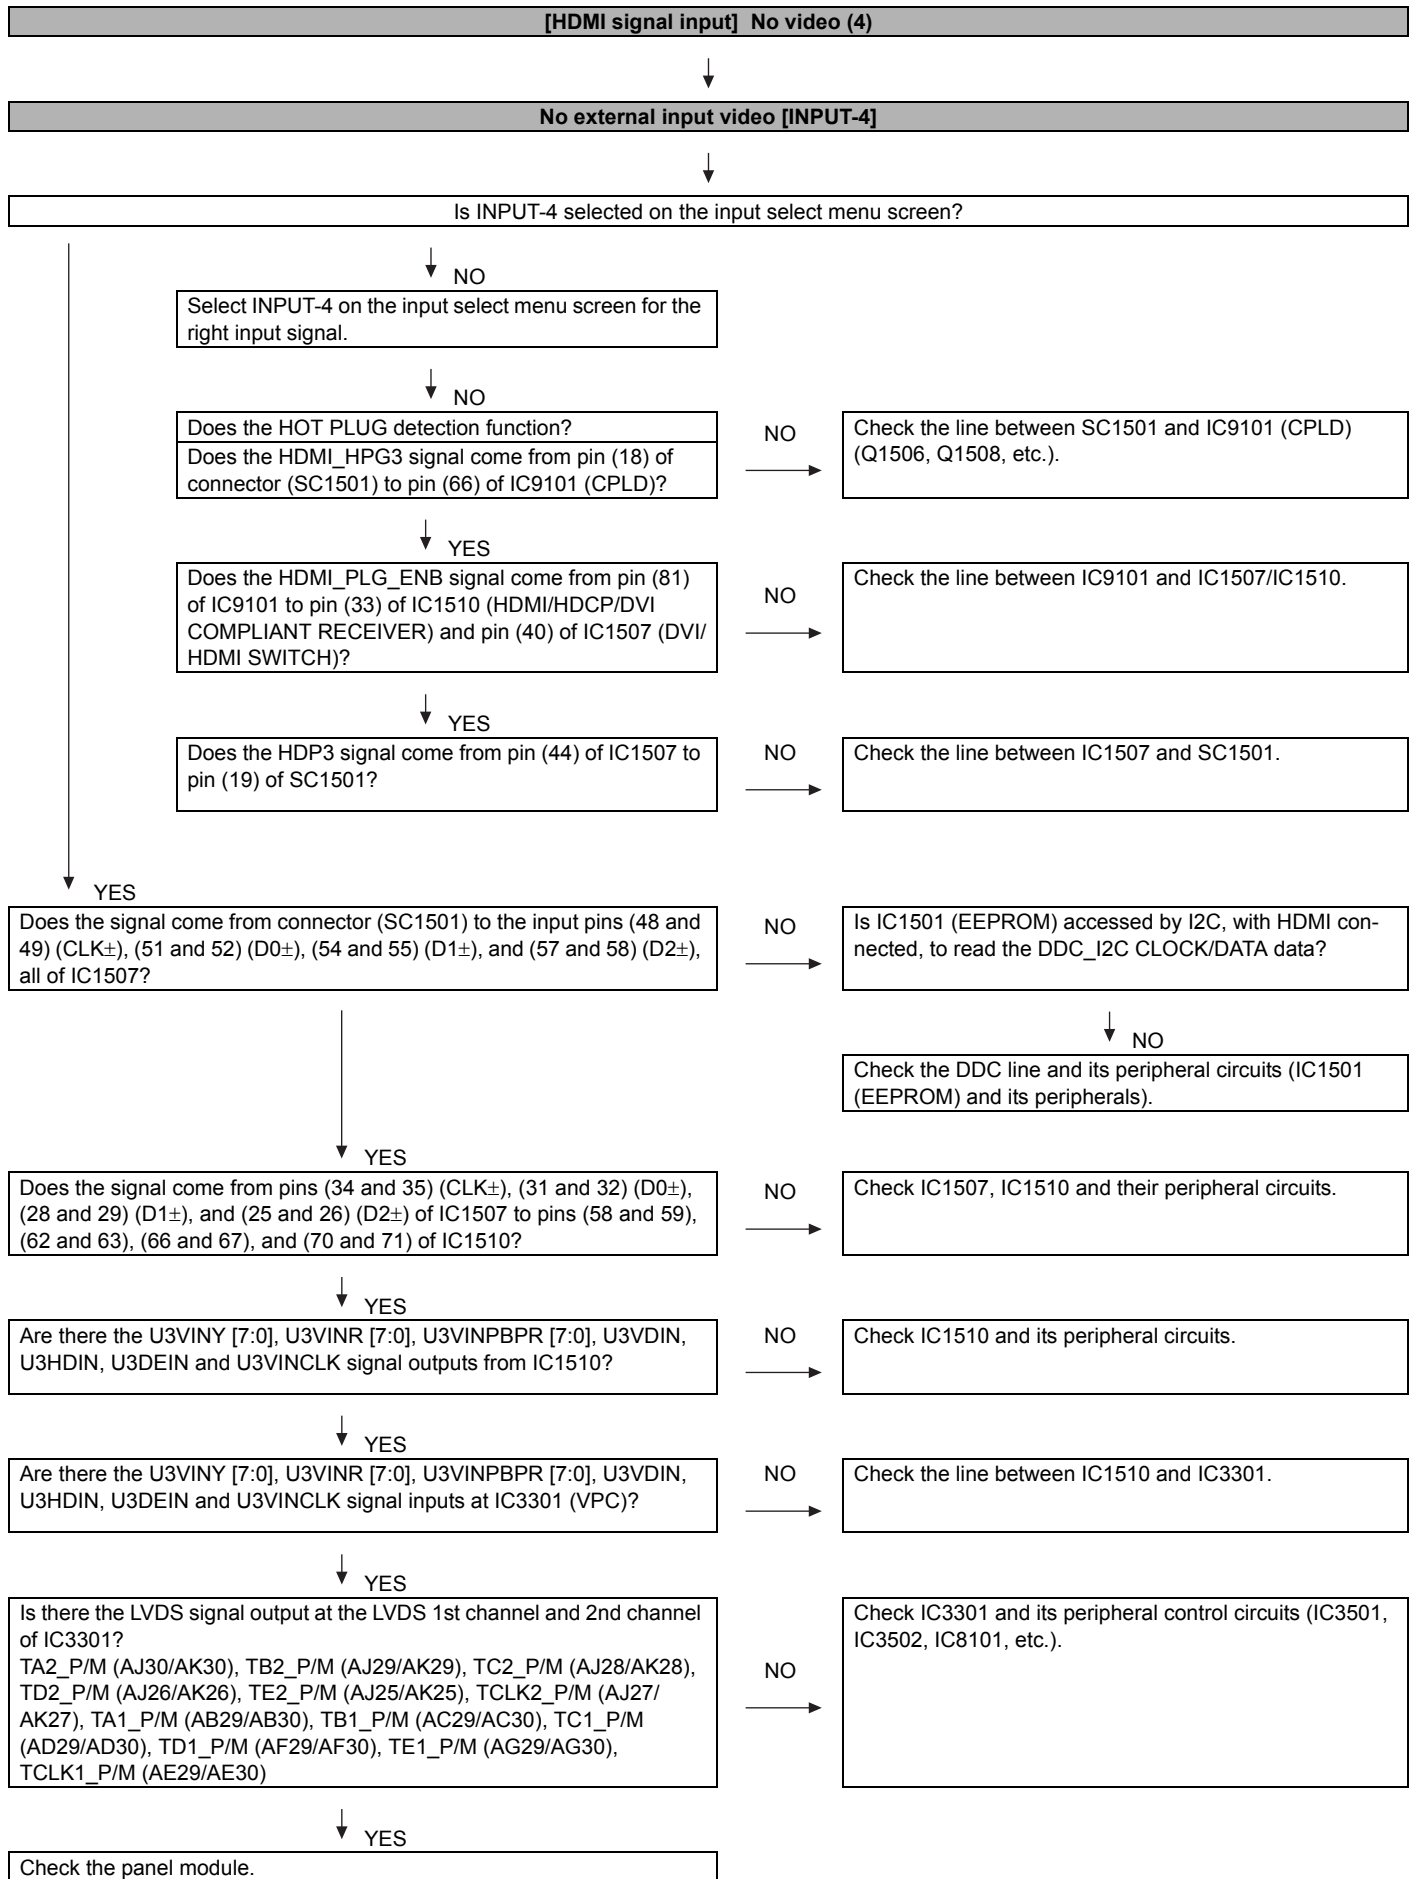 [HDMI signal input]  No video (4)
No external input video [INPUT-4]
Is INPUT-4 selected on the input select menu screen?
NO
Select INPUT-4 on the input select menu screen for the
right input signal.
NO
Does the HOT PLUG detection function?
Does the HDMI_HPG3 signal come from pin (18) of
connector (SC1501) to pin (66) of IC9101 (CPLD)?
NO
Check the line between SC1501 and IC9101 (CPLD)
(Q1506, Q1508, etc.).
YES
Does the HDMI_PLG_ENB signal come from pin (81)
of IC9101 to pin (33) of IC1510 (HDMI/HDCP/DVI
COMPLIANT RECEIVER) and pin (40) of IC1507 (DVI/
HDMI SWITCH)?
NO
Check the line between IC9101 and IC1507/IC1510.
YES
Does the HDP3 signal come from pin (44) of IC1507 to
pin (19) of SC1501?
NO
Check the line between IC1507 and SC1501.
YES
Does the signal come from connector (SC1501) to the input pins (48 and
49) (CLK±), (51 and 52) (D0±), (54 and 55) (D1±), and (57 and 58) (D2±),
all of IC1507?
NO
Is IC1501 (EEPROM) accessed by I2C, with HDMI con-
nected, to read the DDC_I2C CLOCK/DATA data?
NO
Check the DDC line and its peripheral circuits (IC1501
(EEPROM) and its peripherals).
YES
Does the signal come from pins (34 and 35) (CLK±), (31 and 32) (D0±),
(28 and 29) (D1±), and (25 and 26) (D2±) of IC1507 to pins (58 and 59),
(62 and 63), (66 and 67), and (70 and 71) of IC1510?
NO
Check IC1507, IC1510 and their peripheral circuits.
YES
Are there the U3VINY [7:0], U3VINR [7:0], U3VINPBPR [7:0], U3VDIN,
U3HDIN, U3DEIN and U3VINCLK signal outputs from IC1510?
NO
Check IC1510 and its peripheral circuits.
YES
Are there the U3VINY [7:0], U3VINR [7:0], U3VINPBPR [7:0], U3VDIN,
U3HDIN, U3DEIN and U3VINCLK signal inputs at IC3301 (VPC)?
NO
Check the line between IC1510 and IC3301.
YES
Is there the LVDS signal output at the LVDS 1st channel and 2nd channel
of IC3301?
TA2_P/M (AJ30/AK30), TB2_P/M (AJ29/AK29), TC2_P/M (AJ28/AK28),
TD2_P/M (AJ26/AK26), TE2_P/M (AJ25/AK25), TCLK2_P/M (AJ27/
AK27), TA1_P/M (AB29/AB30), TB1_P/M (AC29/AC30), TC1_P/M
(AD29/AD30), TD1_P/M (AF29/AF30), TE1_P/M (AG29/AG30),
TCLK1_P/M (AE29/AE30)
NO
Check IC3301 and its peripheral control circuits (IC3501,
IC3502, IC8101, etc.).
YES
Check the panel module.